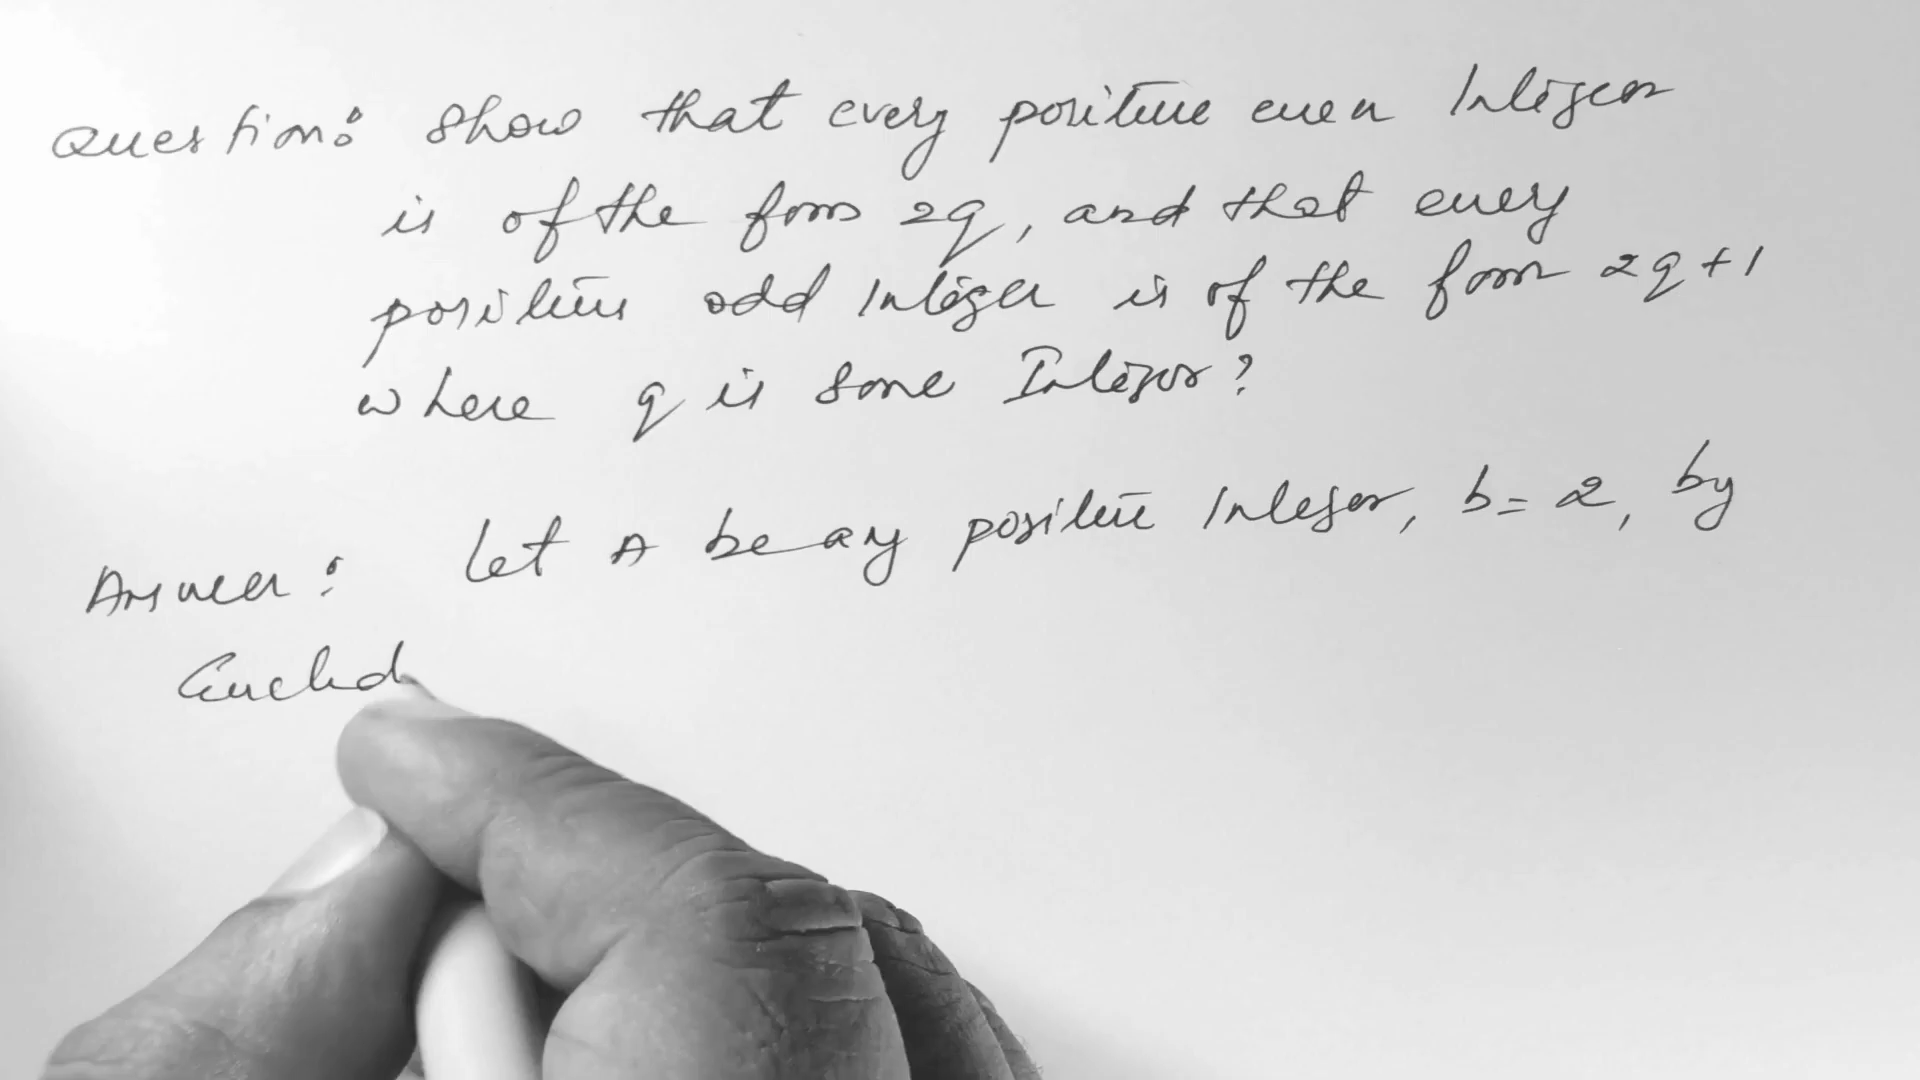 Question: Show that every positive even Integer
is of the form 2q, and that every
positive odd Integer is of the form 2q+1
where q is some Integer?
Answer: Let A be any positive Integer, b=2, by
Euclid